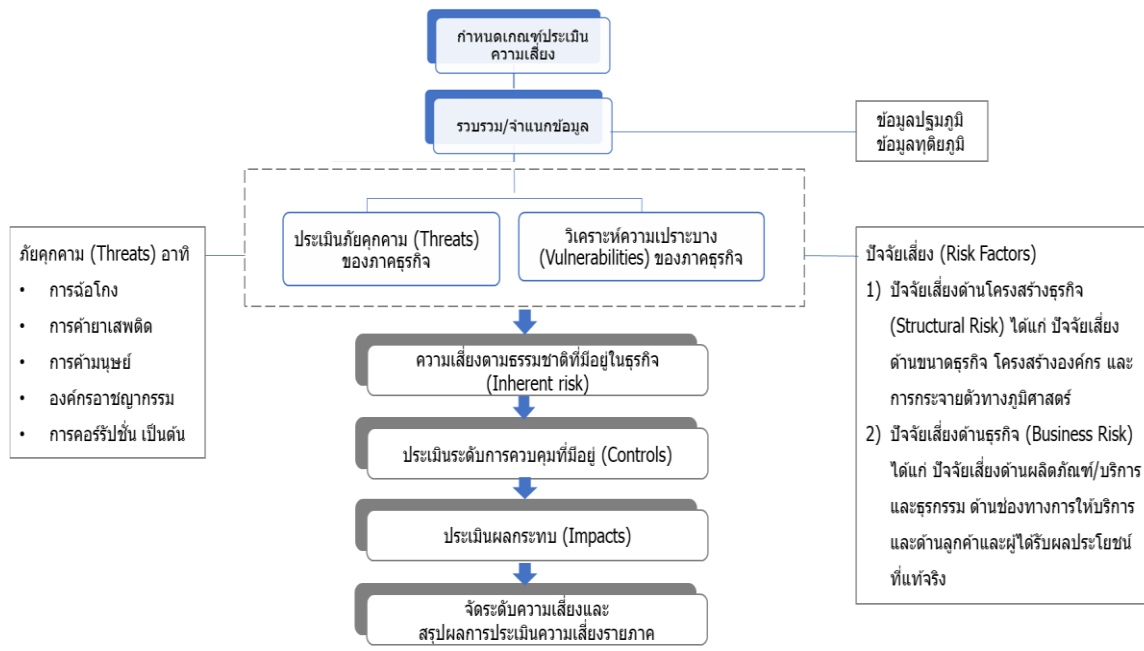 กำหนดเกณฑ์ประเมิน
ความเสี่ยง
รวบรวม/จำแนกข้อมูล
ข้อมูลปฐมภูมิ
ข้อมูลทุติยภูมิ
ประเมินภัยคุกคาม (Threats)
ของภาคธุรกิจ
วิเคราะห์ความเปราะบาง
(Vulnerabilities) ของภาคธุรกิจ
ภัยคุกคาม (Threats) อาทิ
• การฉ้อโกง
• การค้ายาเสพติด
• การค้ามนุษย์
• องค์กรอาชญากรรม
• การคอร์รัปชั่น เป็นต้น
ปัจจัยเสี่ยง (Risk Factors)
1) ปัจจัยเสี่ยงด้านโครงสร้างธุรกิจ
(Structural Risk) ได้แก่ ปัจจัยเสี่ยง
ด้านขนาดธุรกิจ โครงสร้างองค์กร และ
การกระจายตัวทางภูมิศาสตร์
2) ปัจจัยเสี่ยงด้านธุรกิจ (Business Risk)
ได้แก่ ปัจจัยเสี่ยงด้านผลิตภัณฑ์/บริการ
และธุรกรรม ด้านช่องทางการให้บริการ
และด้านลูกค้าและผู้ได้รับผลประโยชน์
ที่แท้จริง
ความเสี่ยงตามธรรมชาติที่มีอยู่ในธุรกิจ
(Inherent risk)
ประเมินระดับการควบคุมที่มีอยู่ (Controls)
ประเมินผลกระทบ (Impacts)
จัดระดับความเสี่ยงและ
สรุปผลการประเมินความเสี่ยงรายภาค